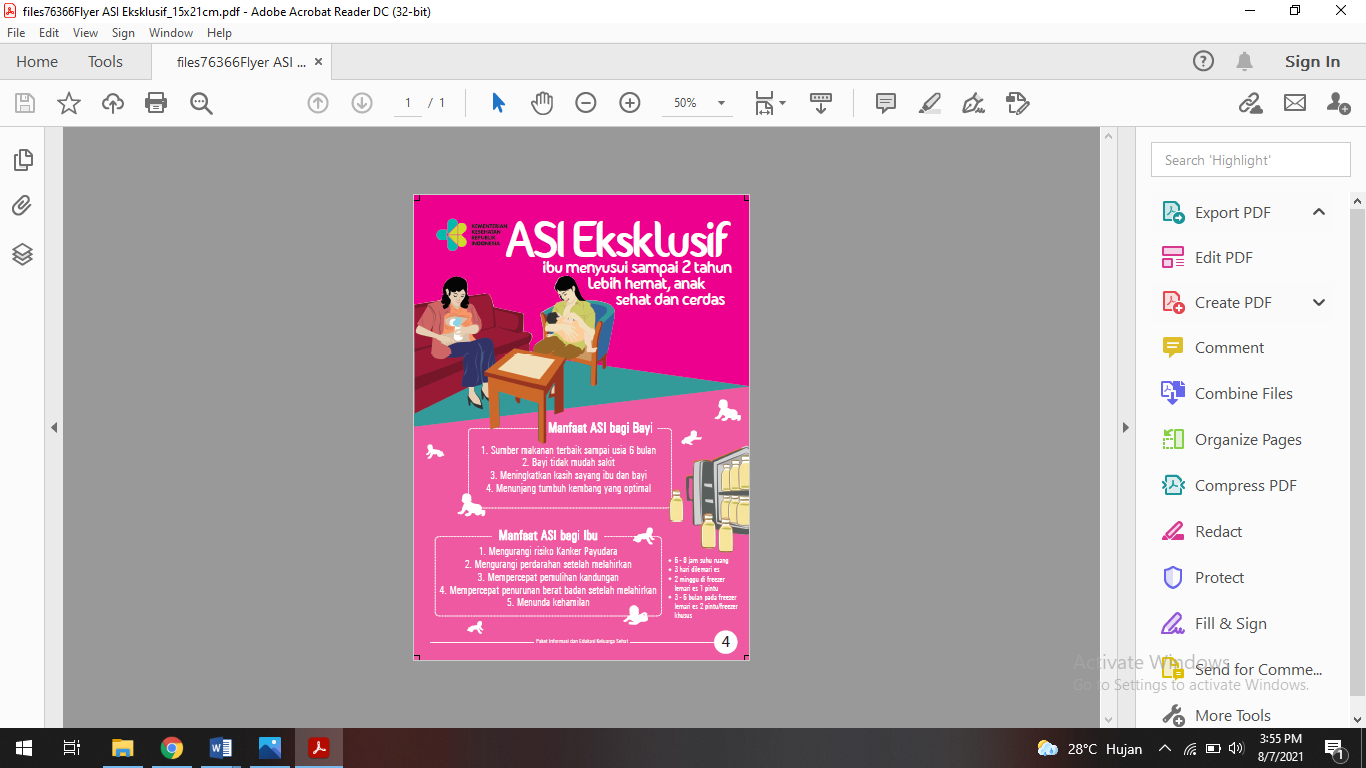 files76366Flyer ASI Eksklusif_15x21cm.pdf - Adobe Acrobat Reader DC (32-bit)
File Edit View Sign Window Help
Home Tools files76366Flyer ASI ... × Sign In
1 / 1 50%
Search 'Highlight'
Export PDF
Edit PDF
Create PDF
Comment
Combine Files
Organize Pages
Compress PDF
Redact
Protect
Fill & Sign
Send for Comme...
More Tools
KEMENTERIAN
KESEHATAN
REPUBLIK
INDONESIA
ASI Eksklusif
ibu menyusui sampai 2 tahun
lebih hemat, anak
sehat dan cerdas
Manfaat ASI bagi Bayi
1. Sumber makanan terbaik sampai usia 6 bulan
2. Bayi tidak mudah sakit
3. Meningkatkan kasih sayang ibu dan bayi
4. Menunjang tumbuh kembang yang optimal
Manfaat ASI bagi Ibu
1. Mengurangi risiko Kanker Payudara
2. Mengurangi perdarahan setelah melahirkan
3. Mempercepat pemulihan kandungan
4. Mempercepat penurunan berat badan setelah melahirkan
5. Menunda kehamilan
• 6 - 8 jam suhu ruang
• 3 hari dilemari es
• 2 minggu di freezer
lemari es 1 pintu
• 3 - 6 bulan pada freezer
lemari es 2 pintu/freezer
khusus
Paket Informasi dan Edukasi Keluarga Sehat
4
Activate Windows
Go to Settings to activate Windows.
28°C Hujan
3:55 PM
8/7/2021
1